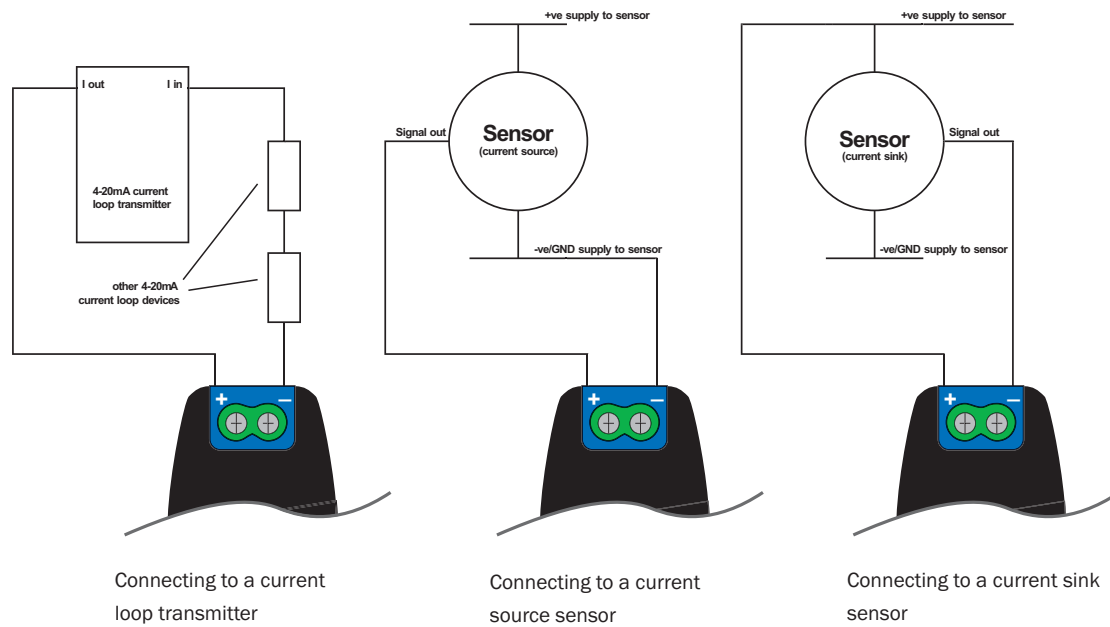 I out
I in
4-20mA current
loop transmitter
other 4-20mA
current loop devices
+
−
Connecting to a current
loop transmitter
+ve supply to sensor
Signal out
Sensor
(current source)
-ve/GND supply to sensor
+
−
Connecting to a current
source sensor
+ve supply to sensor
Sensor
(current sink)
Signal out
-ve/GND supply to sensor
+
−
Connecting to a current sink
sensor